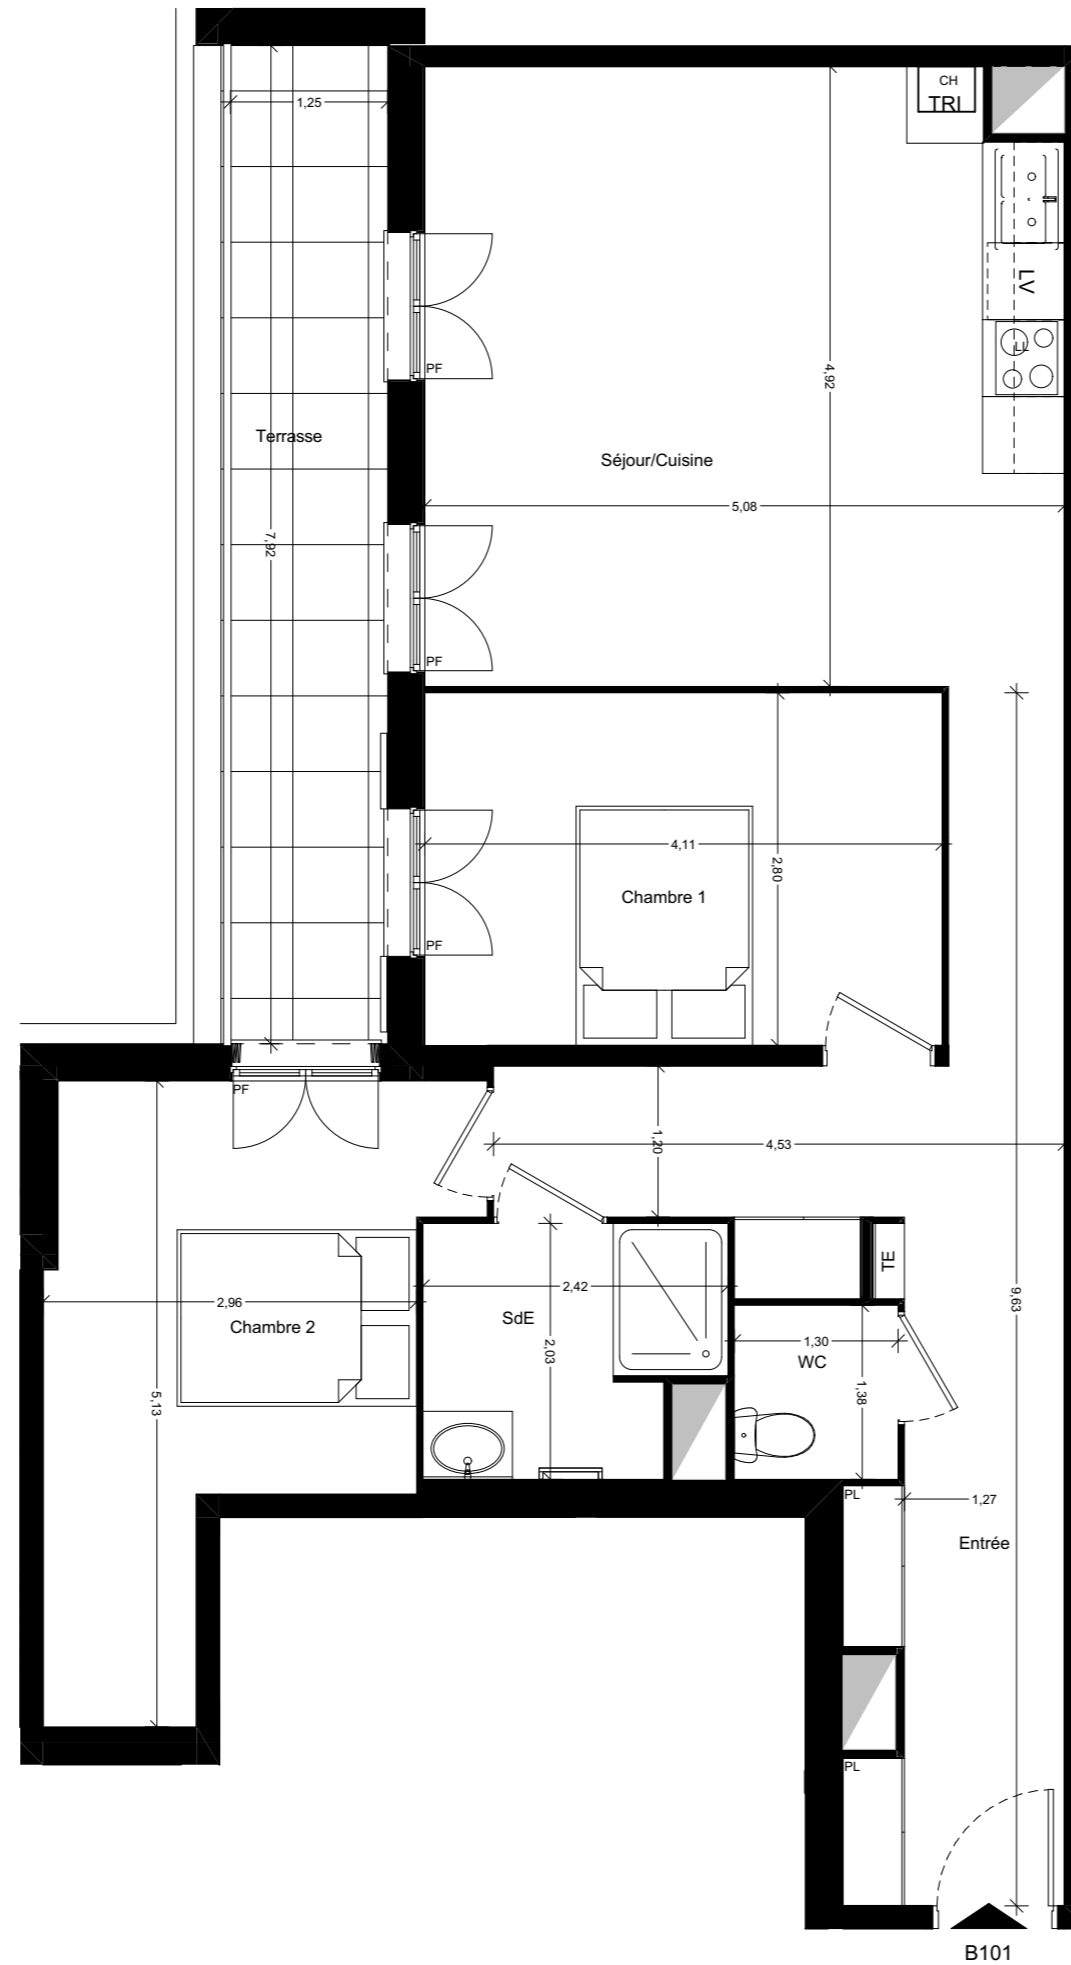 CH
TRI
1,25
LV
LL
PF
4,92
Terrasse
Séjour/Cuisine
5,08
7,92
PF
4,11
2,80
Chambre 1
PF
PF
1,20
4,53
TE
2,42
2,96
SdE
9,63
Chambre 2
2,03
1,30
WC
5,13
1,38
PL
1,27
Entrée
PL
B101